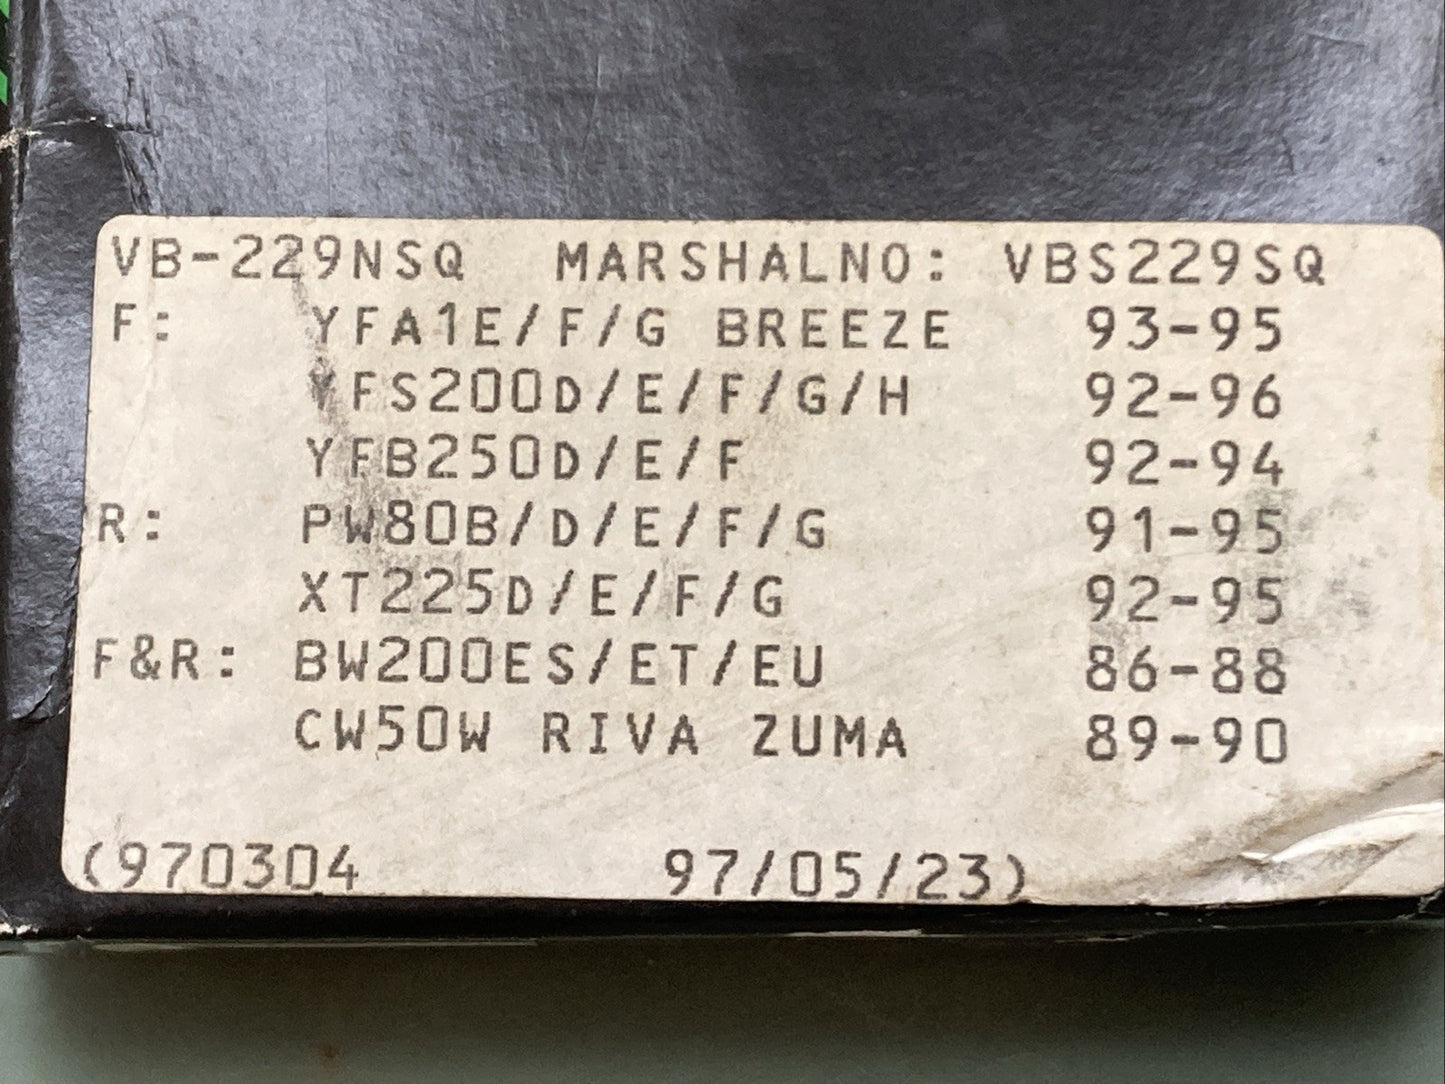 VB-229NSQ MARSHALNO: VBS229SQ
F: YFA1E/F/G BREEZE 93-95
YFS200D/E/F/G/H 92-96
YFB250D/E/F 92-94
R: PW80B/D/E/F/G 91-95
XT225D/E/F/G 92-95
F&R: BW200ES/ET/EU 86-88
CW50W RIVA ZUMA 89-90
(970304 97/05/23)